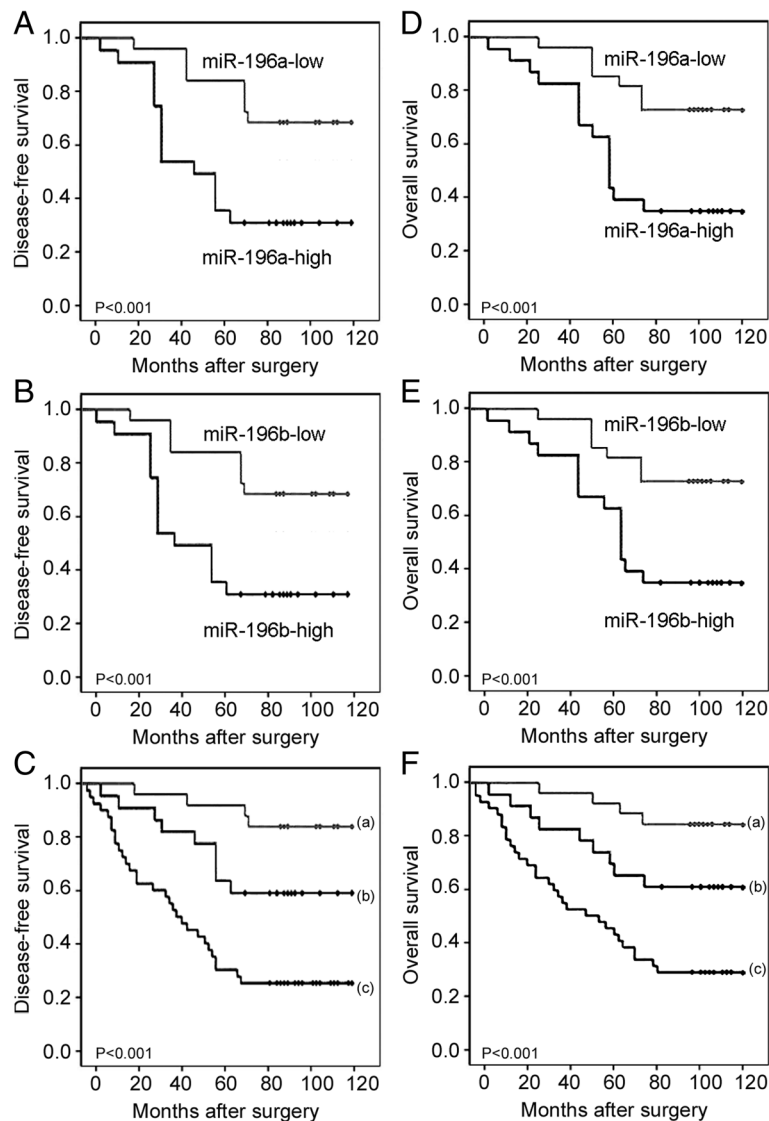 A
Disease-free survival
1.0
0.8
0.6
0.4
0.2
0.0
miR-196a-low
miR-196a-high
P<0.001
0 20 40 60 80 100 120
Months after surgery
D
Overall survival
1.0
0.8
0.6
0.4
0.2
0.0
miR-196a-low
miR-196a-high
P<0.001
0 20 40 60 80 100 120
Months after surgery
B
Disease-free survival
1.0
0.8
0.6
0.4
0.2
0.0
miR-196b-low
miR-196b-high
P<0.001
0 20 40 60 80 100 120
Months after surgery
E
Overall survival
1.0
0.8
0.6
0.4
0.2
0.0
miR-196b-low
miR-196b-high
P<0.001
0 20 40 60 80 100 120
Months after surgery
C
Disease-free survival
1.0
0.8
0.6
0.4
0.2
0.0
(a)
(b)
(c)
P<0.001
0 20 40 60 80 100 120
Months after surgery
F
Overall survival
1.0
0.8
0.6
0.4
0.2
0.0
(a)
(b)
(c)
P<0.001
0 20 40 60 80 100 120
Months after surgery